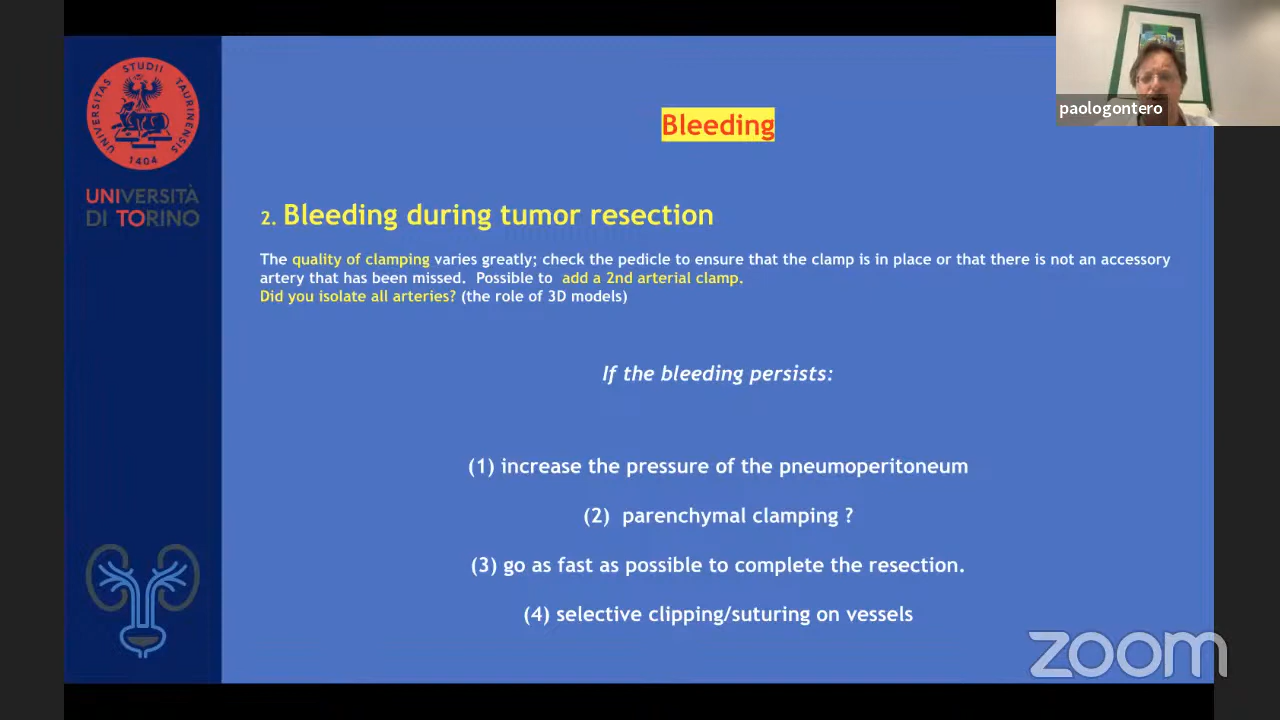 paologontero
STUDII
UNIVERSITAS
TAURINENSIS
1404
UNIVERSITÀ
DI TORINO
Bleeding
2. Bleeding during tumor resection
The quality of clamping varies greatly; check the pedicle to ensure that the clamp is in place or that there is not an accessory
artery that has been missed.  Possible to  add a 2nd arterial clamp.
Did you isolate all arteries? (the role of 3D models)
If the bleeding persists:
(1) increase the pressure of the pneumoperitoneum
(2)  parenchymal clamping ?
(3) go as fast as possible to complete the resection.
(4) selective clipping/suturing on vessels
zoom